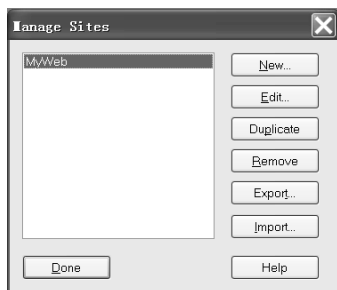 Manage Sites
MyWeb
New...
Edit...
Duplicate
Remove
Export...
Import...
Done
Help